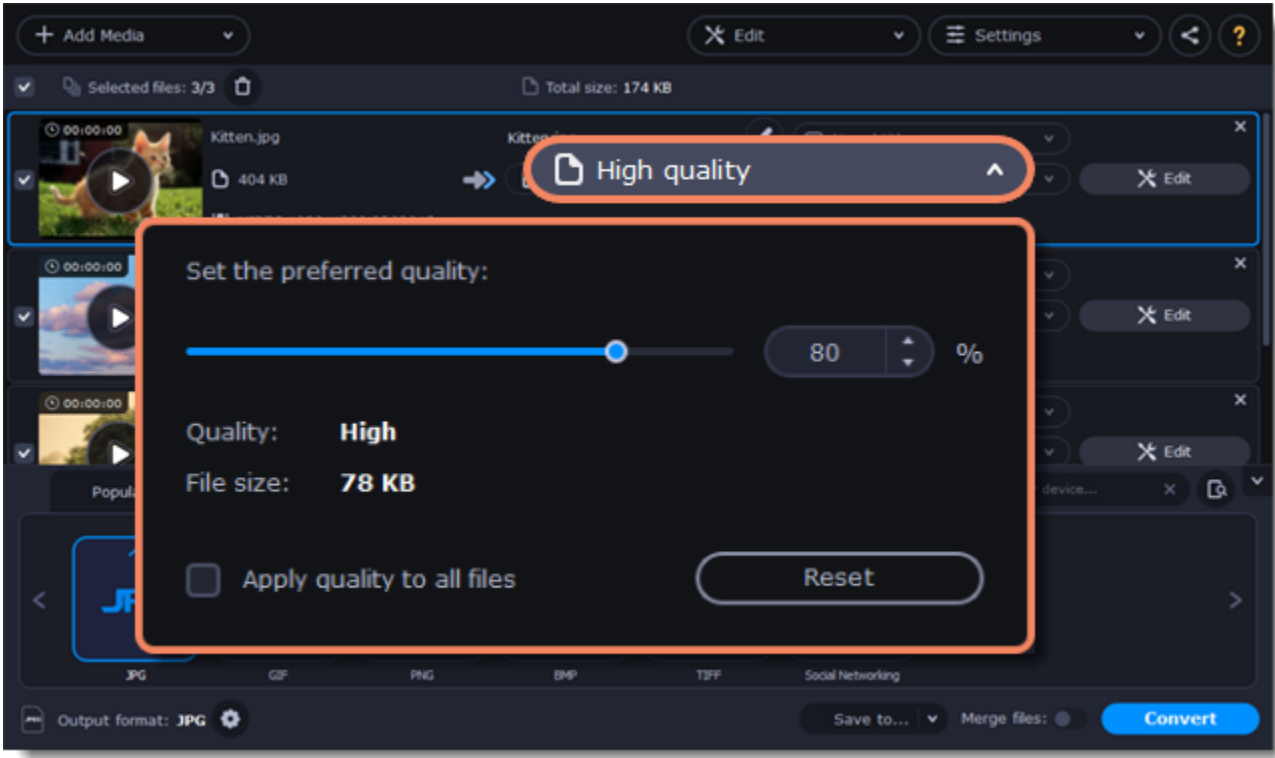 Add Media
Edit
Settings
?
Selected files: 3/3
Total size: 174 KB
00:00:00
Kitten.jpg
404 KB
High quality
Edit
Set the preferred quality:
00:00:00
Edit
80
%
00:00:00
Quality: High
Edit
File size: 78 KB
device...
Apply quality to all files
Reset
JPG
GIF
PNG
BMP
TIFF
Social Networking
Output format: JPG
Save to...
Merge files:
Convert